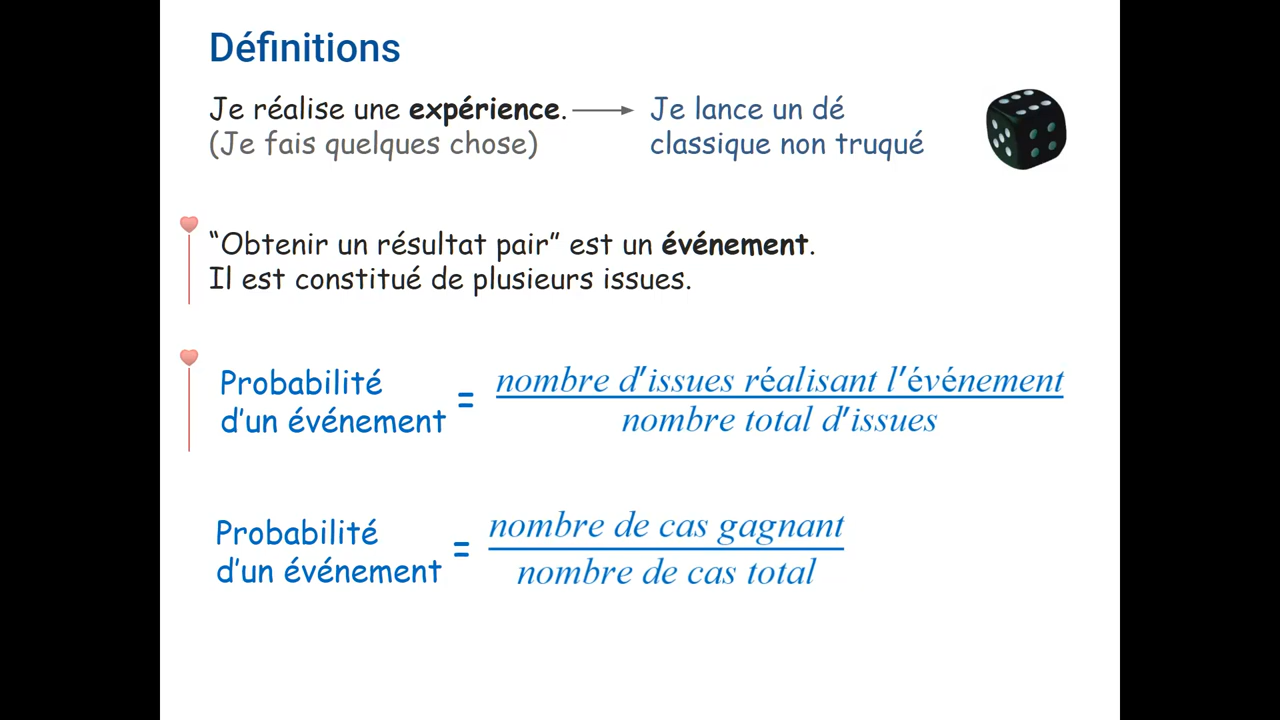 Définitions
Je réalise une expérience.
(Je fais quelques chose)
Je lance un dé
classique non truqué
“Obtenir un résultat pair” est un événement.
Il est constitué de plusieurs issues.
Probabilité
d’un événement
=
nombre d'issues réalisant l'événement
nombre total d'issues
Probabilité
d’un événement
=
nombre de cas gagnant
nombre de cas total